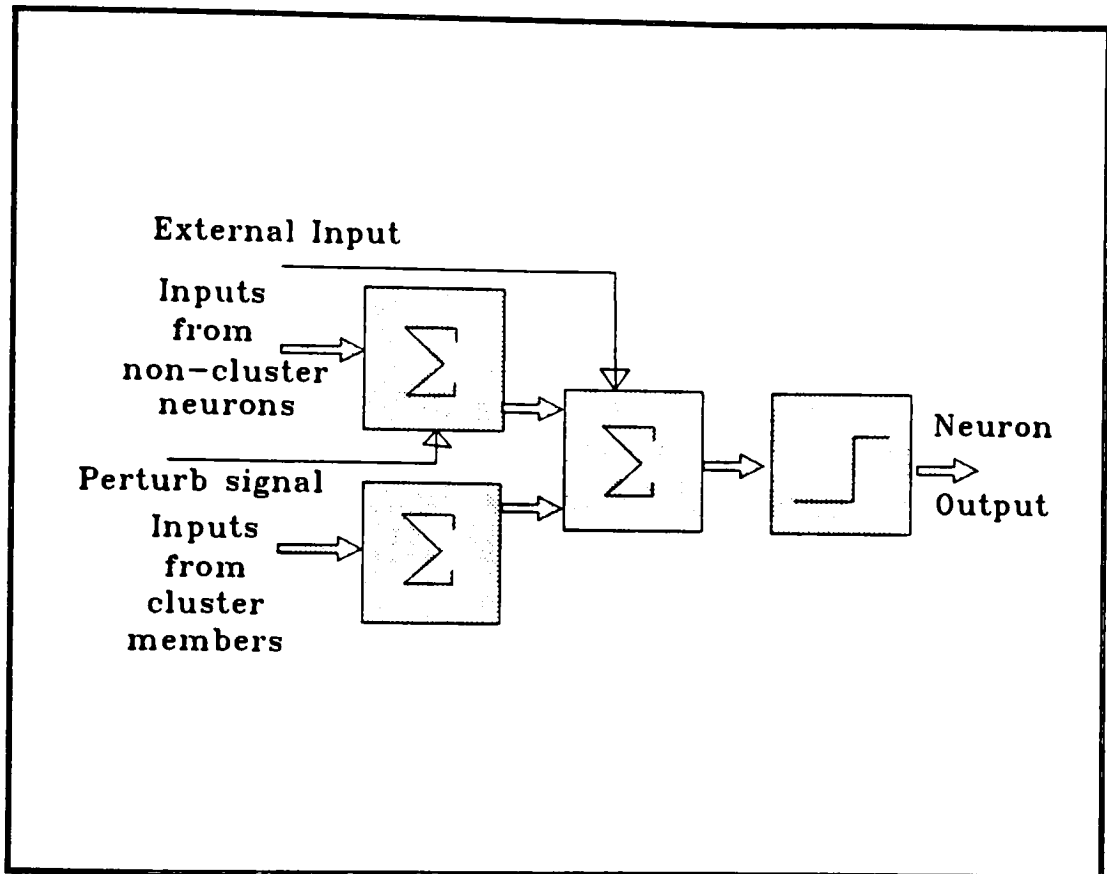 External Input
Inputs
from
non-cluster
neurons
Σ
Perturb signal
Inputs
from
cluster
members
Σ
Σ
Neuron
Output